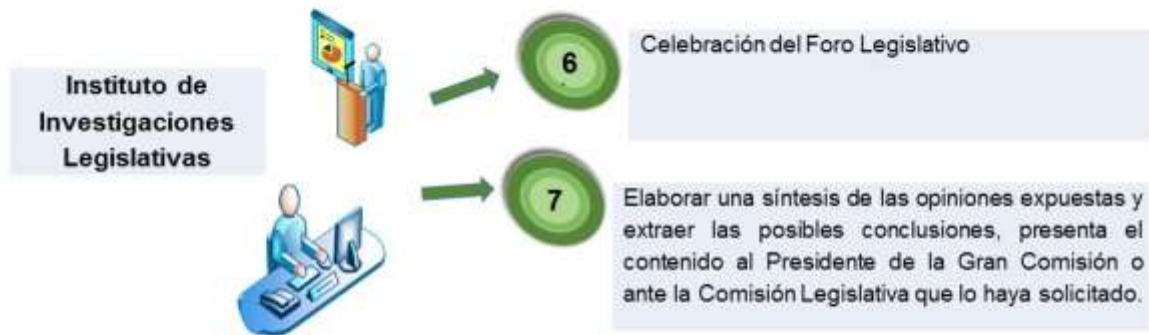 Instituto de
Investigaciones
Legislativas
6
Celebración del Foro Legislativo
7
Elaborar una síntesis de las opiniones expuestas y
extraer las posibles conclusiones, presenta el
contenido al Presidente de la Gran Comisión o
ante la Comisión Legislativa que lo haya solicitado.